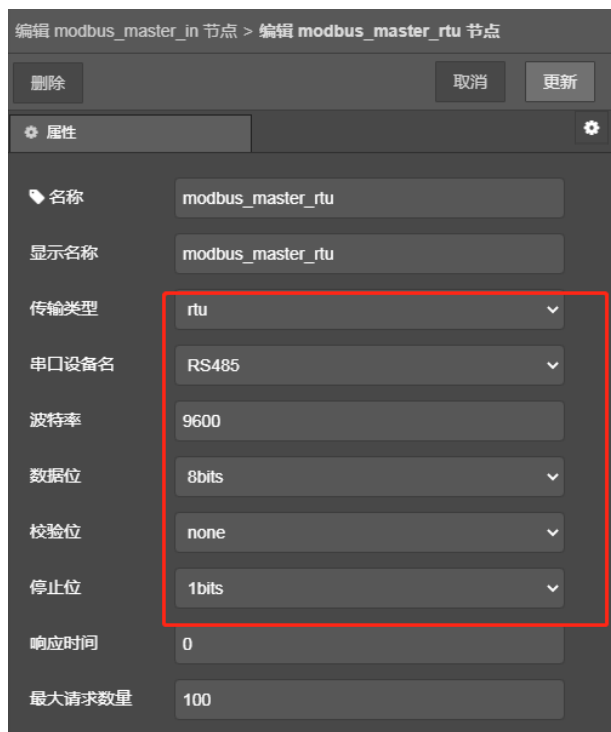 编辑 modbus_master_in 节点 > 编辑 modbus_master_rtu 节点
删除 取消 更新
属性
名称 modbus_master_rtu
显示名称 modbus_master_rtu
传输类型 rtu
串口设备名 RS485
波特率 9600
数据位 8bits
校验位 none
停止位 1bits
响应时间 0
最大请求数量 100